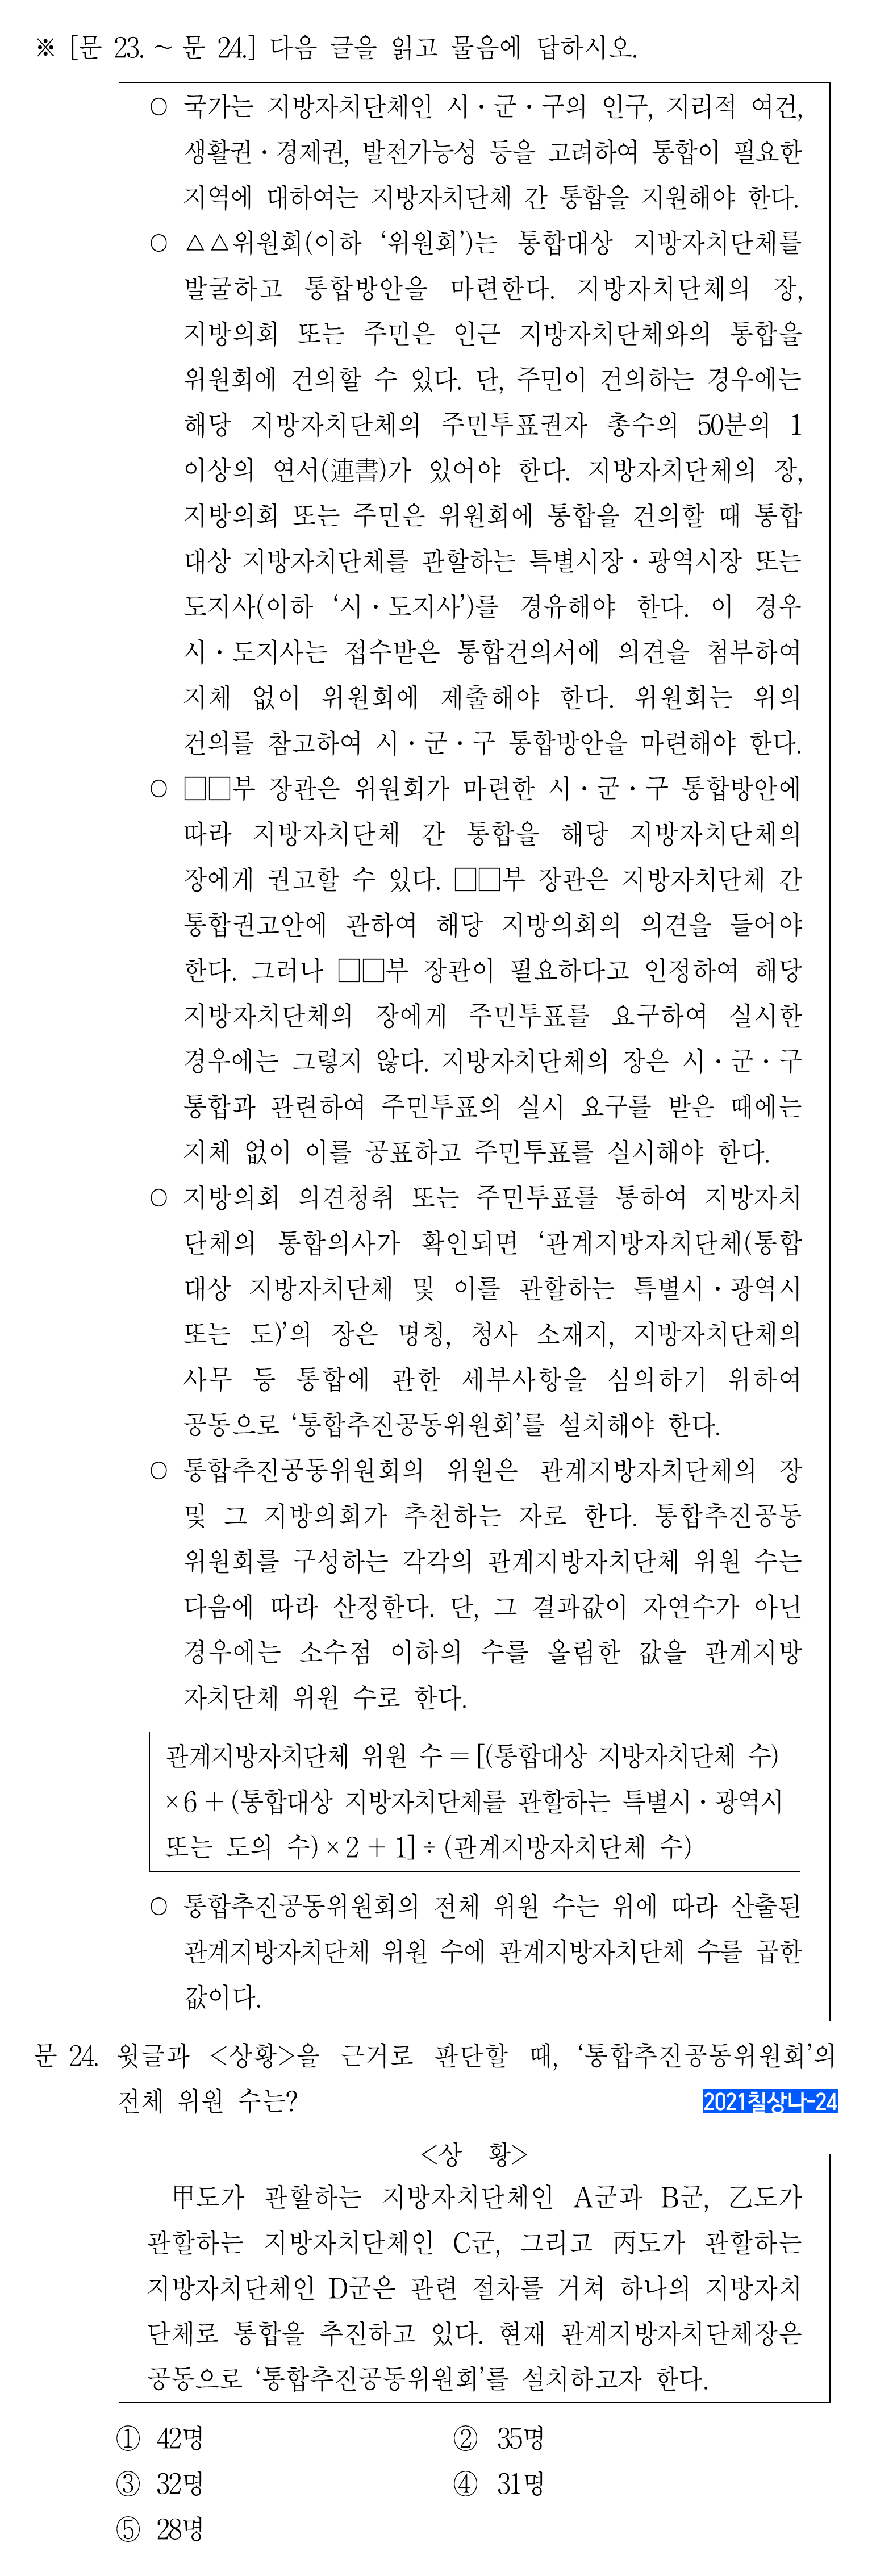 ※ [문 23. ~ 문 24.] 다음 글을 읽고 물음에 답하시오.
○ 국가는 지방자치단체인 시·군·구의 인구, 지리적 여건,
생활권·경제권, 발전가능성 등을 고려하여 통합이 필요한
지역에 대하여는 지방자치단체 간 통합을 지원해야 한다.
○ △△위원회(이하 ‘위원회’)는 통합대상 지방자치단체를
발굴하고 통합방안을 마련한다. 지방자치단체의 장,
지방의회 또는 주민은 인근 지방자치단체와의 통합을
위원회에 건의할 수 있다. 단, 주민이 건의하는 경우에는
해당 지방자치단체의 주민투표권자 총수의 50분의 1
이상의 연서(連書)가 있어야 한다. 지방자치단체의 장,
지방의회 또는 주민은 위원회에 통합을 건의할 때 통합
대상 지방자치단체를 관할하는 특별시장·광역시장 또는
도지사(이하 ‘시·도지사’)를 경유해야 한다. 이 경우
시·도지사는 접수받은 통합건의서에 의견을 첨부하여
지체 없이 위원회에 제출해야 한다. 위원회는 위의
건의를 참고하여 시·군·구 통합방안을 마련해야 한다.
○ □□부 장관은 위원회가 마련한 시·군·구 통합방안에
따라 지방자치단체 간 통합을 해당 지방자치단체의
장에게 권고할 수 있다. □□부 장관은 지방자치단체 간
통합권고안에 관하여 해당 지방의회의 의견을 들어야
한다. 그러나 □□부 장관이 필요하다고 인정하여 해당
지방자치단체의 장에게 주민투표를 요구하여 실시한
경우에는 그렇지 않다. 지방자치단체의 장은 시·군·구
통합과 관련하여 주민투표의 실시 요구를 받은 때에는
지체 없이 이를 공표하고 주민투표를 실시해야 한다.
○ 지방의회 의견청취 또는 주민투표를 통하여 지방자치
단체의 통합의사가 확인되면 ‘관계지방자치단체(통합
대상 지방자치단체 및 이를 관할하는 특별시·광역시
또는 도)’의 장은 명칭, 청사 소재지, 지방자치단체의
사무 등 통합에 관한 세부사항을 심의하기 위하여
공동으로 ‘통합추진공동위원회’를 설치해야 한다.
○ 통합추진공동위원회의 위원은 관계지방자치단체의 장
및 그 지방의회가 추천하는 자로 한다. 통합추진공동
위원회를 구성하는 각각의 관계지방자치단체 위원 수는
다음에 따라 산정한다. 단, 그 결과값이 자연수가 아닌
경우에는 소수점 이하의 수를 올림한 값을 관계지방
자치단체 위원 수로 한다.
관계지방자치단체 위원 수 = [(통합대상 지방자치단체 수)
×6 + (통합대상 지방자치단체를 관할하는 특별시·광역시
또는 도의 수) × 2 + 1] ÷ (관계지방자치단체 수)
○ 통합추진공동위원회의 전체 위원 수는 위에 따라 산출된
관계지방자치단체 위원 수에 관계지방자치단체 수를 곱한
값이다.
문 24. 윗글과 <상황>을 근거로 판단할 때, ‘통합추진공동위원회’의
전체 위원 수는? 2021칠상나-24
<상 황>
甲도가 관할하는 지방자치단체인 A군과 B군, 乙도가
관할하는 지방자치단체인 C군, 그리고 丙도가 관할하는
지방자치단체인 D군은 관련 절차를 거쳐 하나의 지방자치
단체로 통합을 추진하고 있다. 현재 관계지방자치단체장은
공동으로 ‘통합추진공동위원회’를 설치하고자 한다.
① 42명 ② 35명
③ 32명 ④ 31명
⑤ 28명